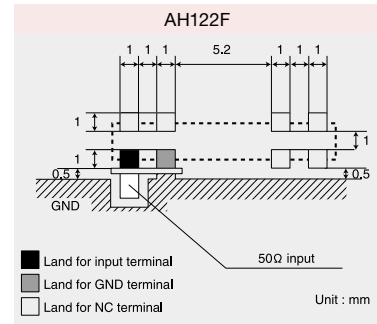 AH122F
1 1 1 5.2 1 1 1
1
1
1
0.5
0.5
GND
50Ω input
Land for input terminal
Land for GND terminal
Land for NC terminal
Unit : mm